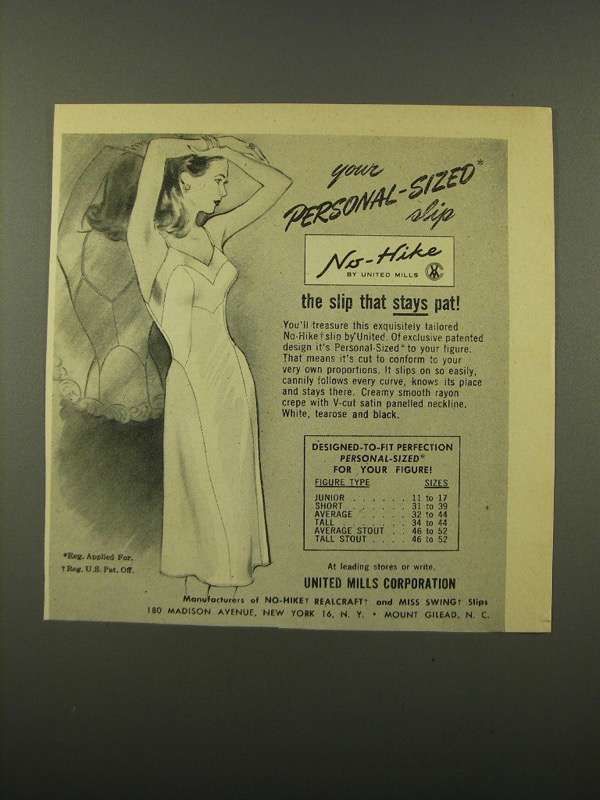 your
PERSONAL-SIZED*
slip
No-Hike
BY UNITED MILLS
the slip that stays pat!
You'll treasure this exquisitely tailored
No-Hike† slip by United. Of exclusive patented
design it's Personal-Sized* to your figure.
That means it's cut to conform to your
very own proportions. It slips on so easily,
cannily follows every curve, knows its place
and stays there. Creamy smooth rayon
crepe with V-cut satin panelled neckline.
White, tearose and black.
DESIGNED-TO-FIT PERFECTION
PERSONAL-SIZED*
FOR YOUR FIGURE!
FIGURE TYPE SIZES
JUNIOR . . . . . . 11 to 17
SHORT . . . . . . 31 to 39
AVERAGE . . . . . 32 to 44
TALL . . . . . . 34 to 44
AVERAGE STOUT . . 46 to 52
TALL STOUT . . . . 46 to 52
*Reg. Applied For.
†Reg. U.S. Pat. Off.
At leading stores or write.
UNITED MILLS CORPORATION
Manufacturers of NO-HIKE† REALCRAFT† and MISS SWING† Slips
180 MADISON AVENUE, NEW YORK 16, N. Y. • MOUNT GILEAD, N. C.